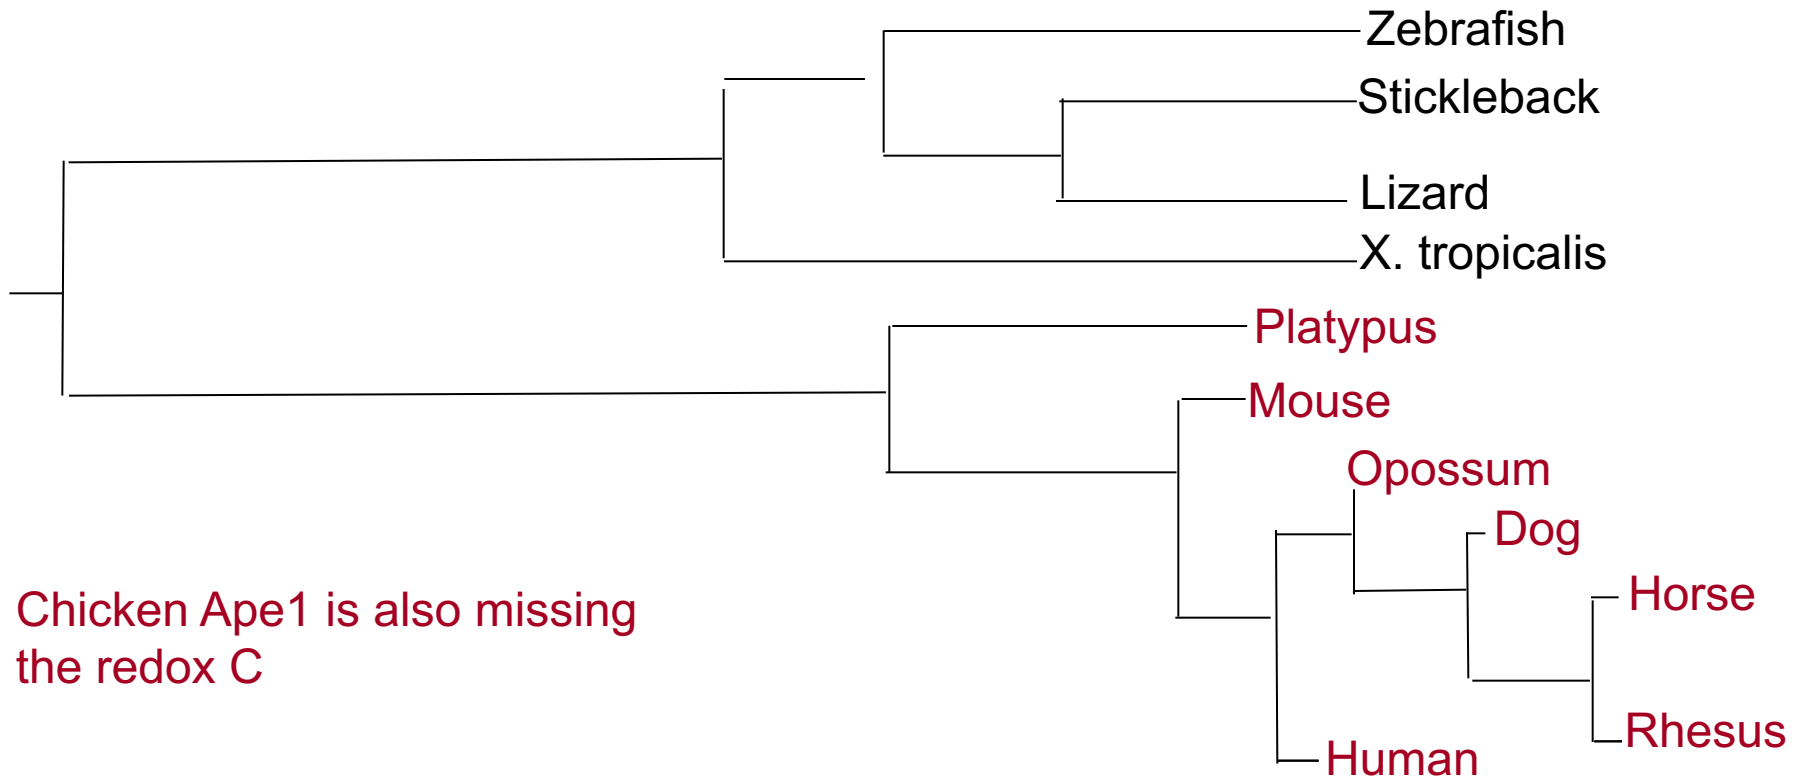 Zebrafish
Stickleback
Lizard
X. tropicalis
Platypus
Mouse
Opossum
Dog
Horse
Chicken Ape1 is also missing
the redox C
Rhesus
Human